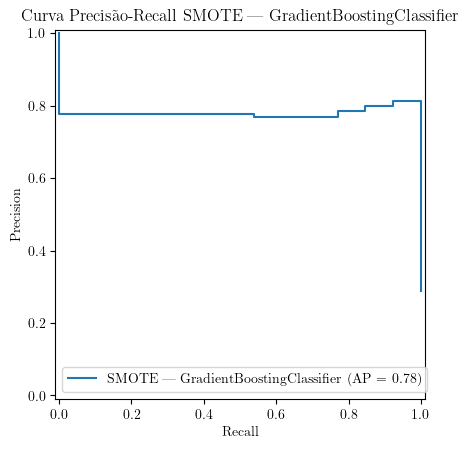 Curva Precisão-Recall SMOTE — GradientBoostingClassifier
1.0
0.8
0.6
0.4
0.2
0.0
Precision
SMOTE — GradientBoostingClassifier (AP = 0.78)
0.0 0.2 0.4 0.6 0.8 1.0
Recall